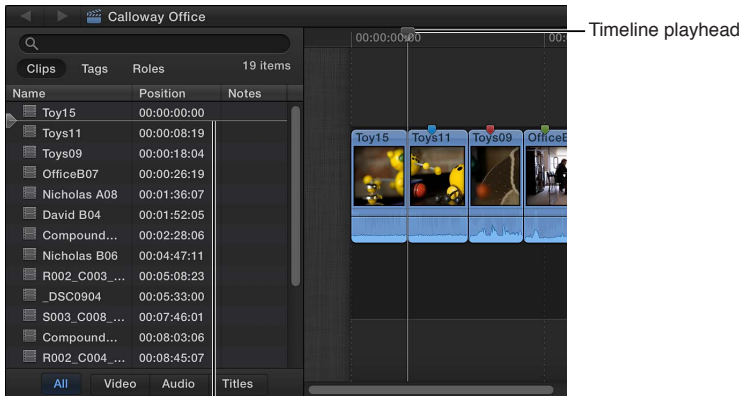 Calloway Office
Timeline playhead
00:00:00:00
00:
Clips Tags Roles 19 items
Name Position Notes
Toy15 00:00:00:00
Toys11 00:00:08:19
Toys09 00:00:18:04
OfficeB07 00:00:26:19
Nicholas A08 00:01:36:07
David B04 00:01:52:05
Compound... 00:02:28:06
Nicholas B06 00:04:47:11
R002_C003_... 00:05:08:23
_DSC0904 00:05:33:00
S003_C008_... 00:07:46:01
Compound... 00:08:03:06
R002_C004_... 00:08:45:07
All Video Audio Titles
Toy15 Toys11 Toys09 OfficeB